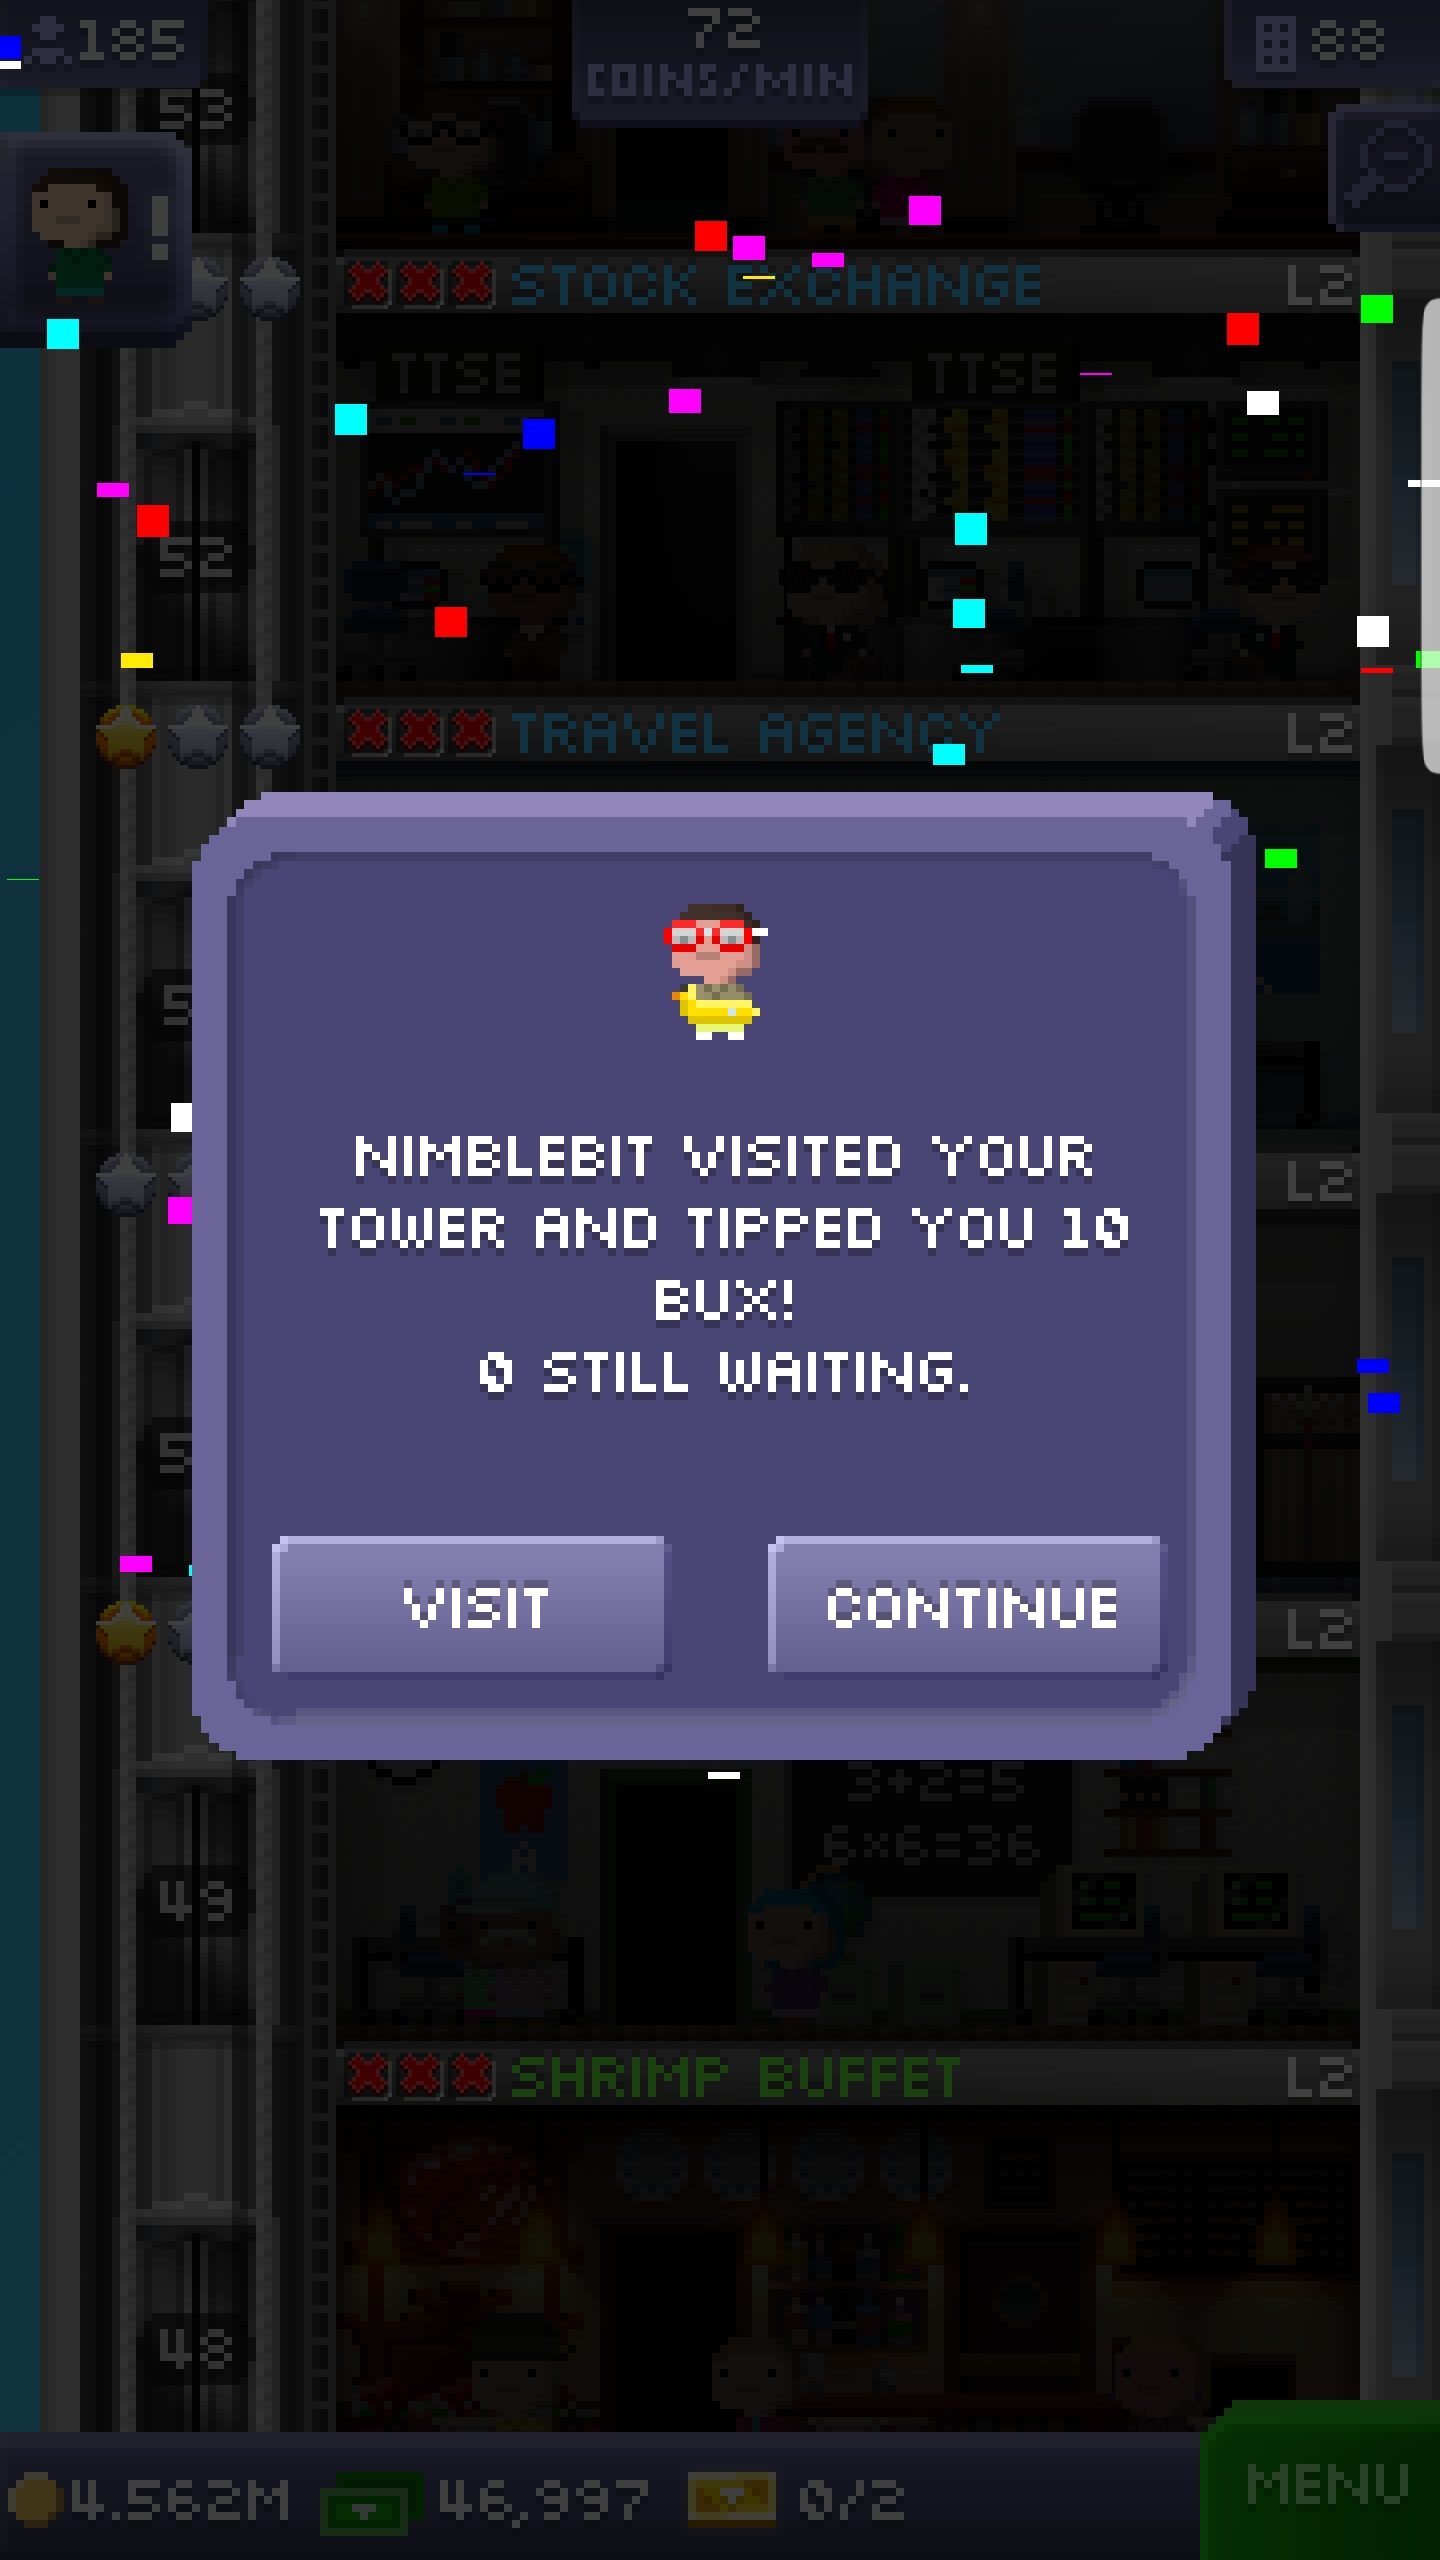 185
72
COINS/MIN
88
53
!
STOCK EXCHANGE L2
TTSE TTSE
52
TRAVEL AGENCY L2
NIMBLEBIT VISITED YOUR
TOWER AND TIPPED YOU 10
BUX!
0 STILL WAITING.
L2
VISIT CONTINUE
L2
3+2=5
6×6=36
49
SHRIMP BUFFET L2
48
4.562M 46,997 0/2 MENU